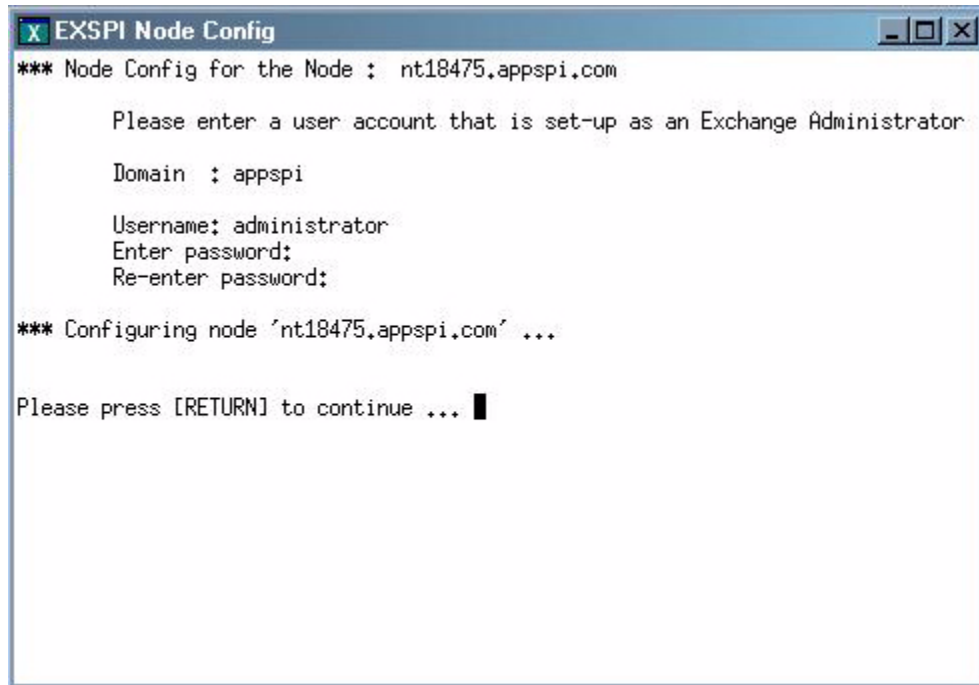 X EXSPI Node Config
*** Node Config for the Node :  nt18475.appspi.com
Please enter a user account that is set-up as an Exchange Administrator
Domain  : appspi
Username: administrator
Enter password:
Re-enter password:
*** Configuring node 'nt18475.appspi.com' ...
Please press [RETURN] to continue ...